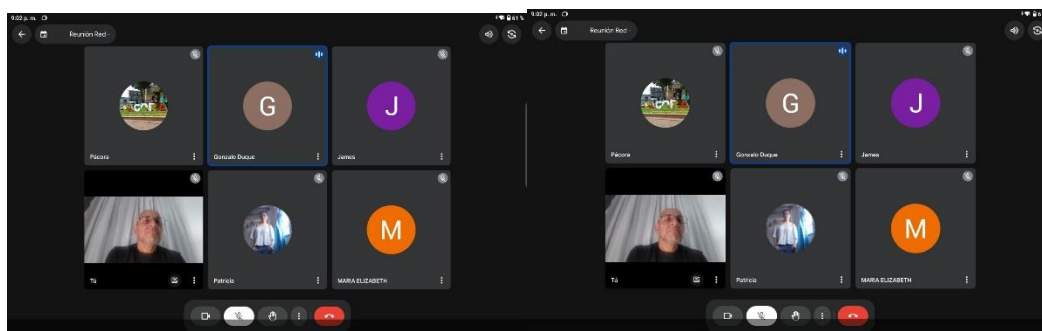 9:02 p. m.
61 %
Reunión Red -
G
J
Pácora
Gonzalo Duque
James
M
Tú
Patricia
MARIA ELIZABETH
9:02 p. m.
Reunión Red -
G
J
Pácora
Gonzalo Duque
James
M
Tú
Patricia
MARIA ELIZABETH